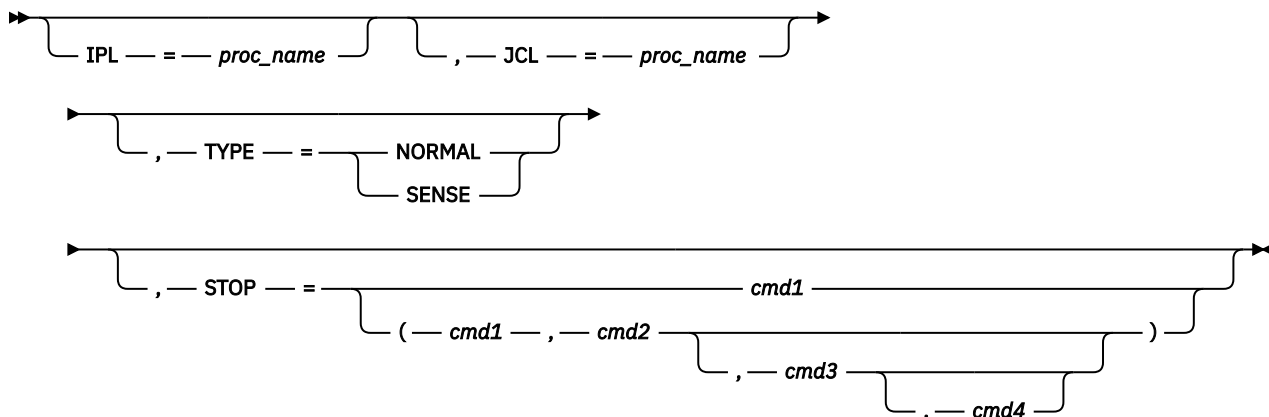 IPL = proc_name , JCL = proc_name
, TYPE = NORMAL
SENSE
, STOP = cmd1
( cmd1 , cmd2 )
, cmd3
, cmd4